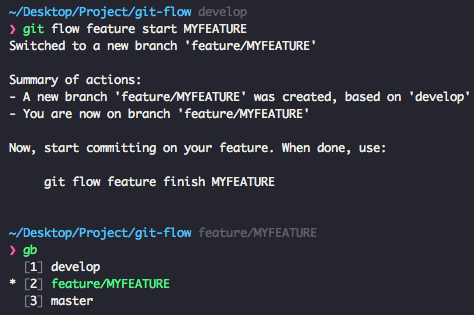 ~/Desktop/Project/git-flow develop
❯ git flow feature start MYFEATURE
Switched to a new branch 'feature/MYFEATURE'
Summary of actions:
- A new branch 'feature/MYFEATURE' was created, based on 'develop'
- You are now on branch 'feature/MYFEATURE'
Now, start committing on your feature. When done, use:
git flow feature finish MYFEATURE
~/Desktop/Project/git-flow feature/MYFEATURE
❯ gb
[1] develop
* [2] feature/MYFEATURE
[3] master